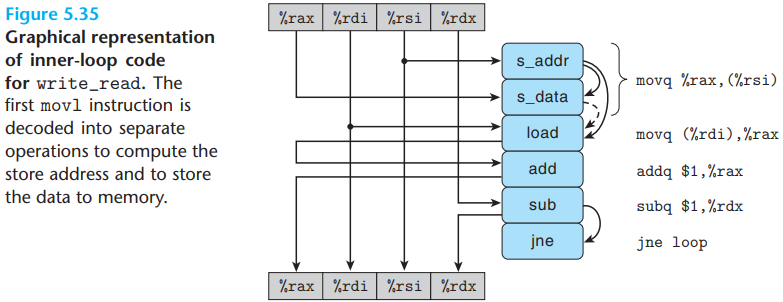 Figure 5.35
Graphical representation
of inner-loop code
for write_read. The
first movl instruction is
decoded into separate
operations to compute the
store address and to store
the data to memory.
%rax %rdi %rsi %rdx
s_addr
movq %rax,(%rsi)
s_data
load
movq (%rdi),%rax
add
addq $1,%rax
sub
subq $1,%rdx
jne
jne loop
%rax %rdi %rsi %rdx